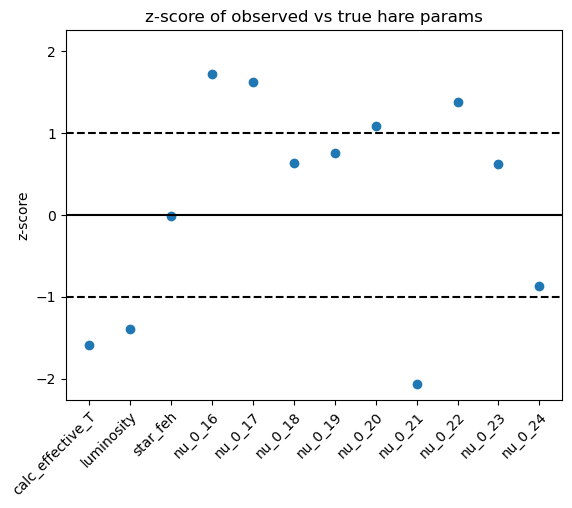 z-score of observed vs true hare params
2
1
0
−1
−2
z-score
calc_effective_T
luminosity
star_feh
nu_0_16
nu_0_17
nu_0_18
nu_0_19
nu_0_20
nu_0_21
nu_0_22
nu_0_23
nu_0_24